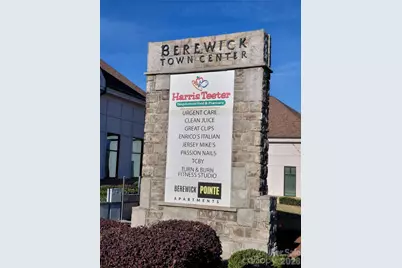 BEREWICK
TOWN CENTER
Harris Teeter
Neighborhood Food & Pharmacy
URGENT CARE
CLEAN JUICE
GREAT CLIPS
ENRICO'S ITALIAN
JERSEY MIKE'S
PASSION NAILS
TCBY
TURN & BURN
FITNESS STUDIO
BEREWICK POINTE
APARTMENTS